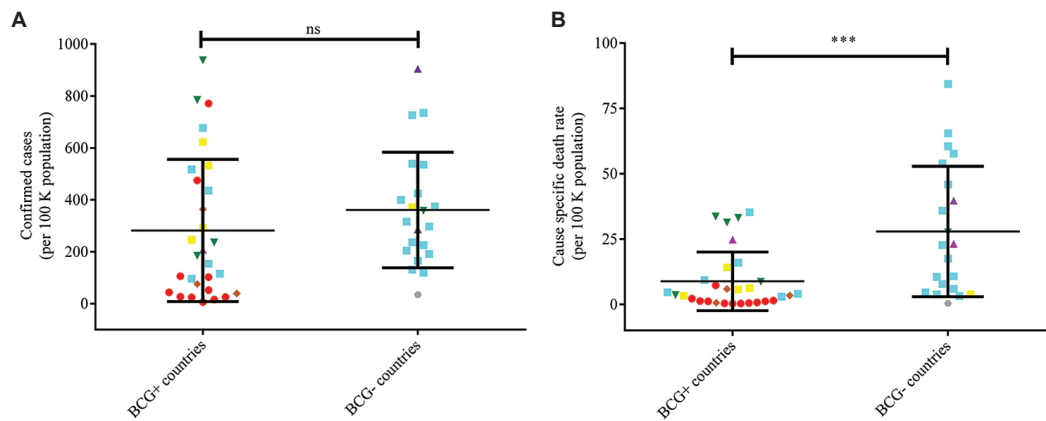 A
ns
Confirmed cases
(per 100 K population)
1000
800
600
400
200
0
BCG+ countries
BCG- countries
B
***
Cause specific death rate
(per 100 K population)
100
75
50
25
0
BCG+ countries
BCG- countries